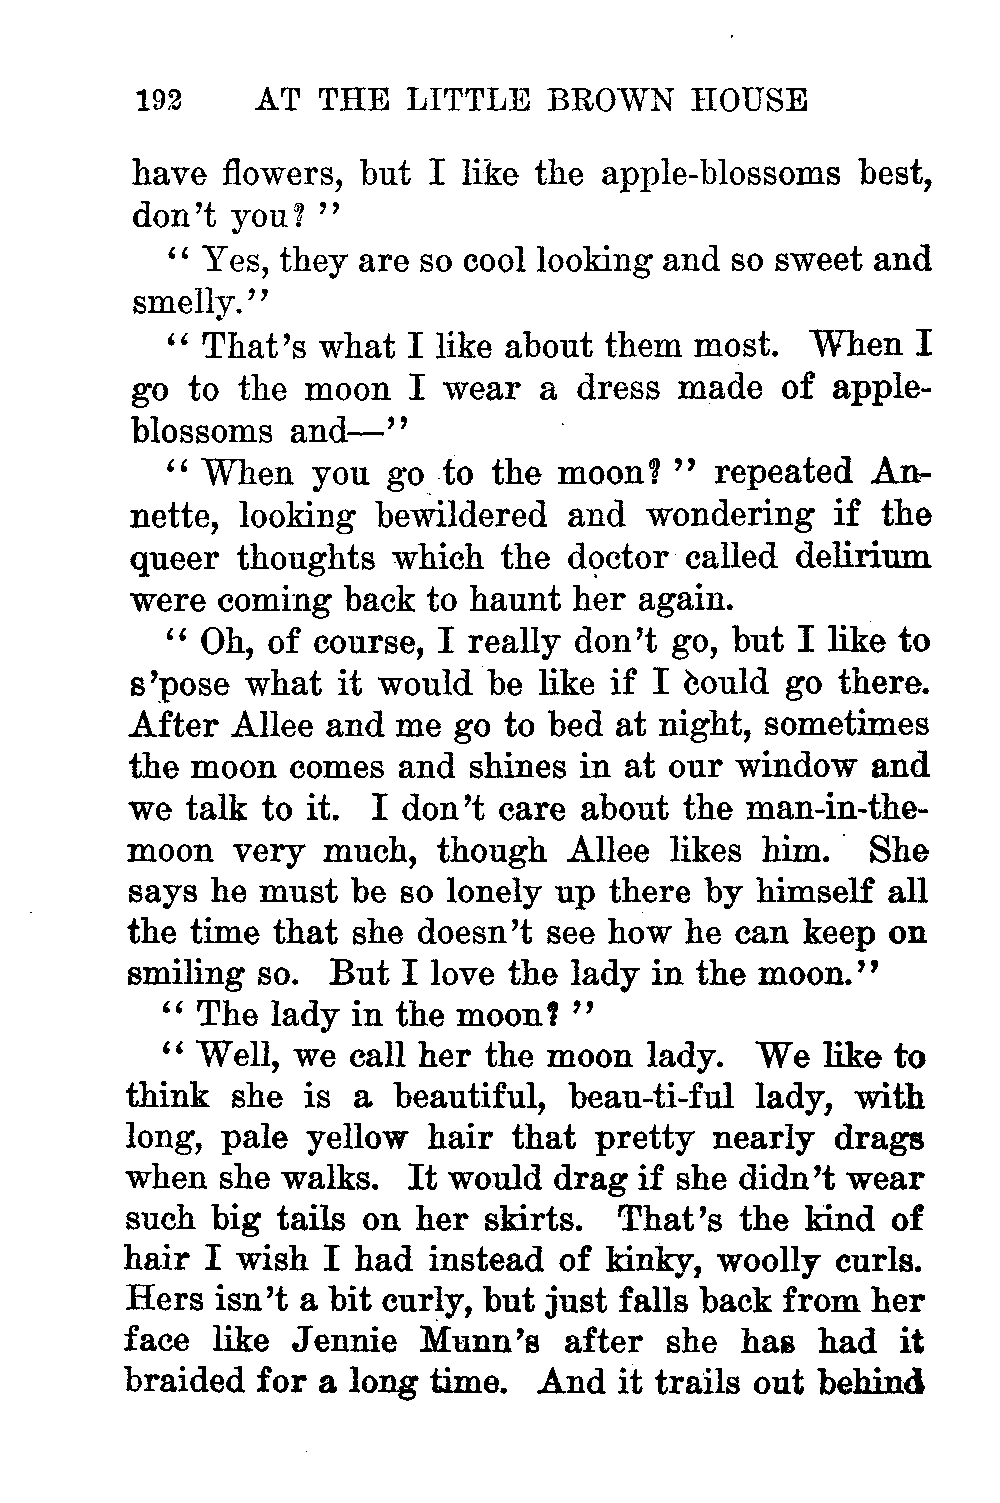 192 AT THE LITTLE BROWN HOUSE
have flowers, but I like the apple-blossoms best,
don't you? "
" Yes, they are so cool looking and so sweet and
smelly."
" That's what I like about them most. When I
go to the moon I wear a dress made of apple-
blossoms and—"
" When you go to the moon? " repeated An-
nette, looking bewildered and wondering if the
queer thoughts which the doctor called delirium
were coming back to haunt her again.
" Oh, of course, I really don't go, but I like to
s'pose what it would be like if I could go there.
After Allee and me go to bed at night, sometimes
the moon comes and shines in at our window and
we talk to it. I don't care about the man-in-the-
moon very much, though Allee likes him. She
says he must be so lonely up there by himself all
the time that she doesn't see how he can keep on
smiling so. But I love the lady in the moon."
" The lady in the moon? "
" Well, we call her the moon lady. We like to
think she is a beautiful, beau-ti-ful lady, with
long, pale yellow hair that pretty nearly drags
when she walks. It would drag if she didn't wear
such big tails on her skirts. That's the kind of
hair I wish I had instead of kinky, woolly curls.
Hers isn't a bit curly, but just falls back from her
face like Jennie Munn's after she has had it
braided for a long time. And it trails out behind